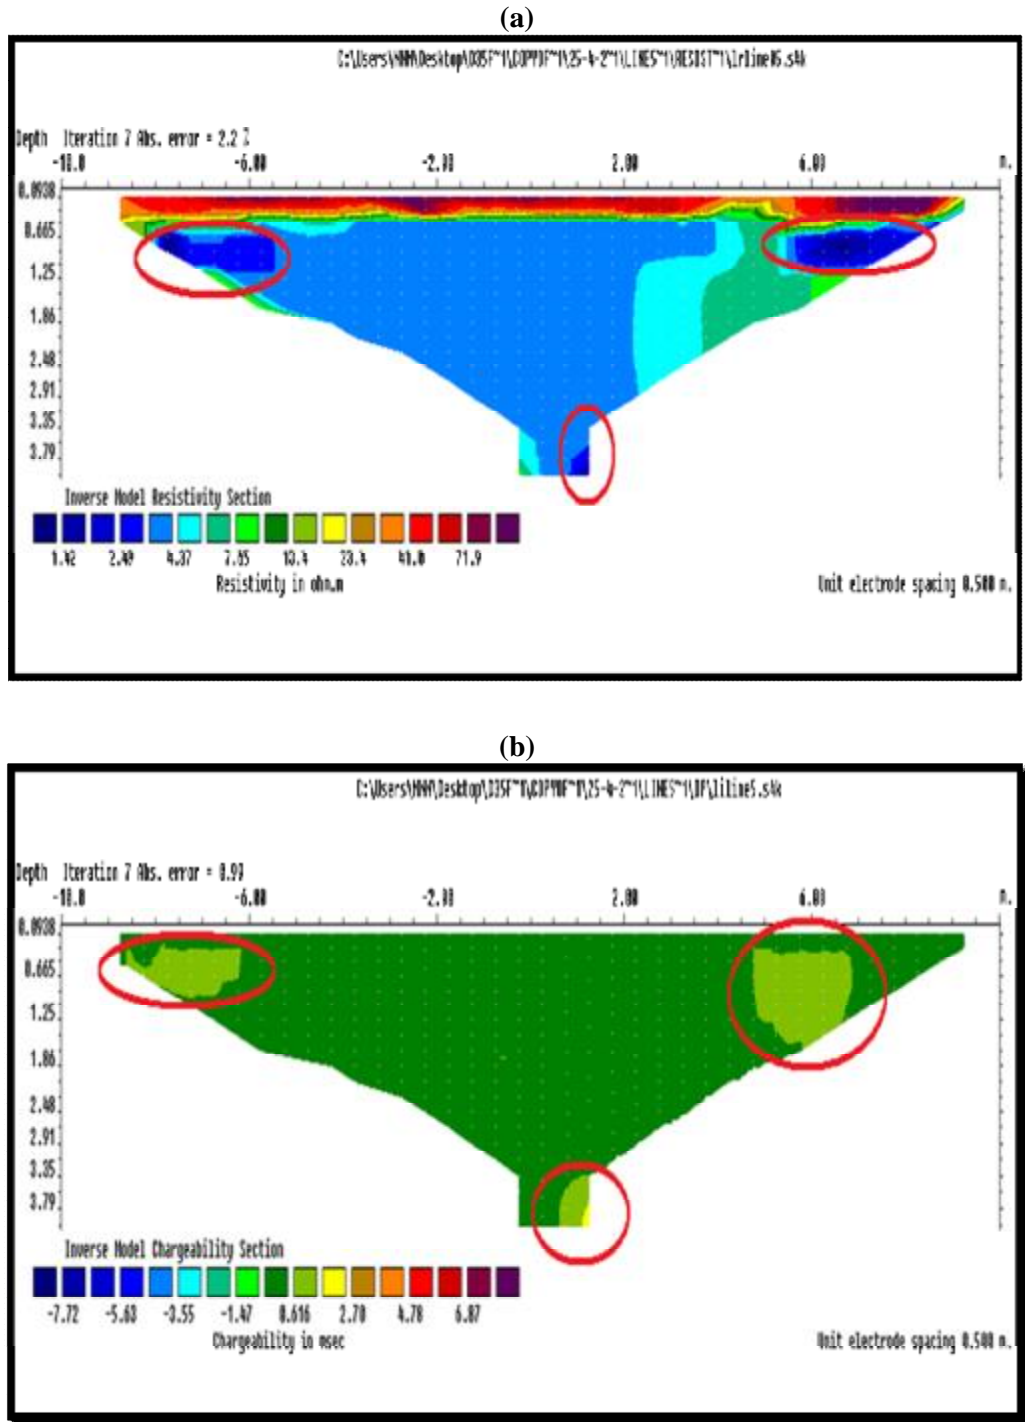 (a)
Depth Iteration 7 Abs. error = 2.2 %
-10.0 -6.00 -2.00 2.00 6.00 m.
0.0938
0.665
1.25
1.86
2.48
2.91
3.35
3.79
Inverse Model Resistivity Section
1.42 2.49 4.37 7.65 13.4 23.4 41.0 71.9
Resistivity in ohm.m
Unit electrode spacing 0.500 m.
(b)
Depth Iteration 7 Abs. error = 0.99
-10.0 -6.00 -2.00 2.00 6.00 m.
0.0938
0.665
1.25
1.86
2.48
2.91
3.35
3.79
Inverse Model Chargeability Section
-7.72 -5.63 -3.55 -1.47 0.616 2.70 4.78 6.87
Chargeability in msec
Unit electrode spacing 0.500 m.